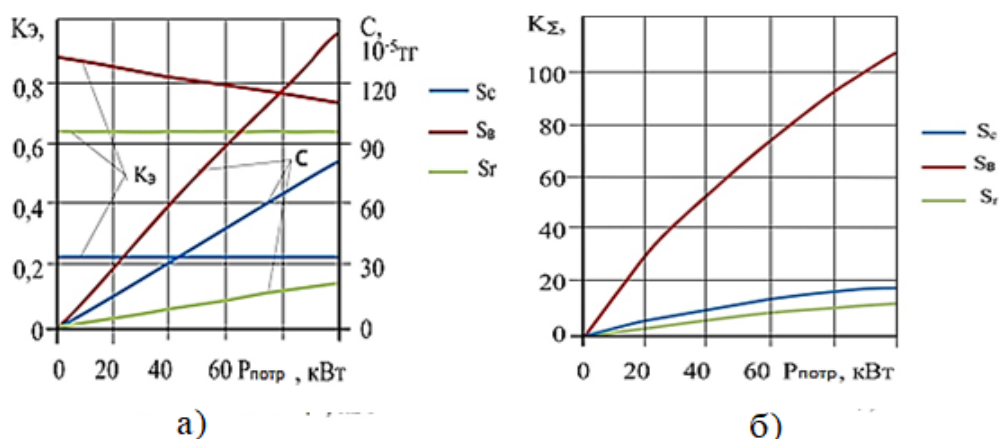 Kэ,
С,
10⁻⁵тг
0,8
0,6
0,4
0,2
0
120
90
60
30
0
Kэ
С
0 20 40 60 Pпотр , кВт
Sc
Sв
Sг
а)
KΣ,
100
80
60
40
20
0
0 20 40 60 Pпотр, кВт
Sc
Sв
Sг
б)